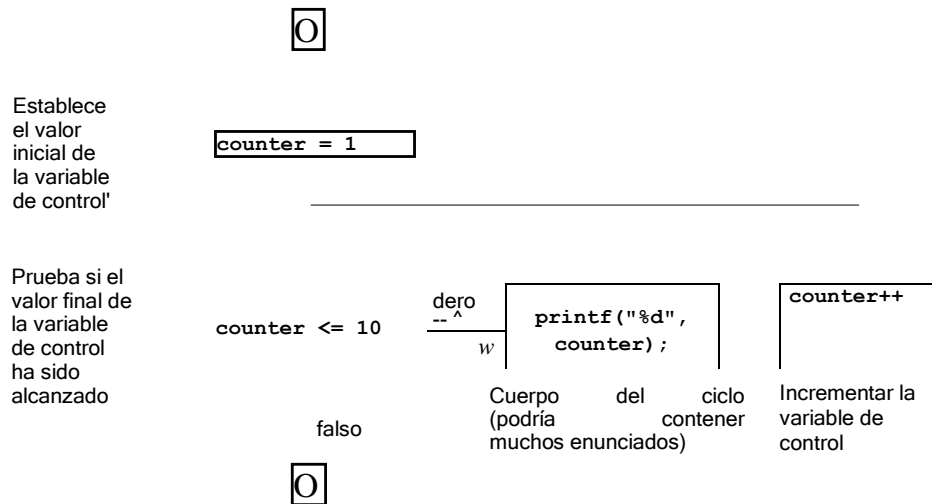 O
Establece
el valor
inicial de
la variable
de control'
counter = 1
Prueba si el
valor final de
la variable
de control
ha sido
alcanzado
counter <= 10
dero
-- ^
w
printf("%d",
counter);
counter++
Cuerpo del ciclo
(podría contener
muchos enunciados)
Incrementar la
variable de
control
falso
O